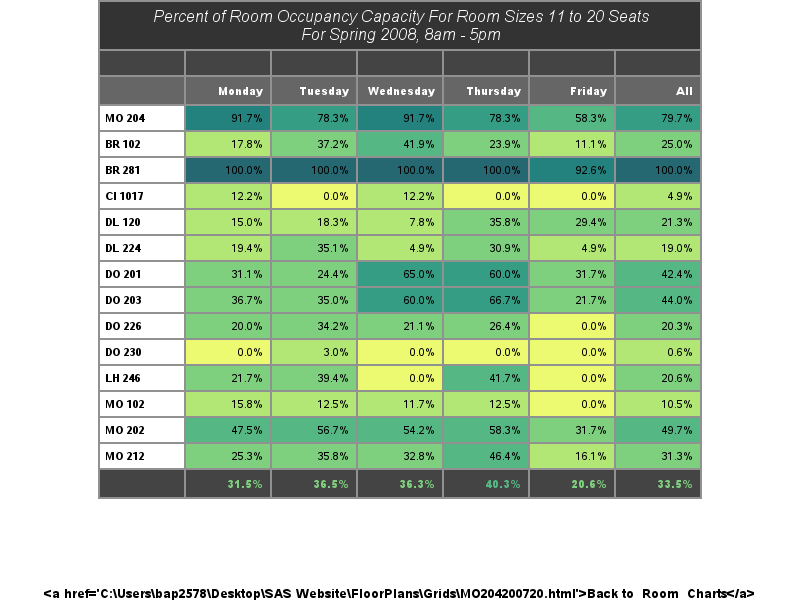 Percent of Room Occupancy Capacity For Room Sizes 11 to 20 Seats
For Spring 2008, 8am - 5pm
Monday Tuesday Wednesday Thursday Friday All
MO 204 91.7% 78.3% 91.7% 78.3% 58.3% 79.7%
BR 102 17.8% 37.2% 41.9% 23.9% 11.1% 25.0%
BR 281 100.0% 100.0% 100.0% 100.0% 92.6% 100.0%
CI 1017 12.2% 0.0% 12.2% 0.0% 0.0% 4.9%
DL 120 15.0% 18.3% 7.8% 35.8% 29.4% 21.3%
DL 224 19.4% 35.1% 4.9% 30.9% 4.9% 19.0%
DO 201 31.1% 24.4% 65.0% 60.0% 31.7% 42.4%
DO 203 36.7% 35.0% 60.0% 66.7% 21.7% 44.0%
DO 226 20.0% 34.2% 21.1% 26.4% 0.0% 20.3%
DO 230 0.0% 3.0% 0.0% 0.0% 0.0% 0.6%
LH 246 21.7% 39.4% 0.0% 41.7% 0.0% 20.6%
MO 102 15.8% 12.5% 11.7% 12.5% 0.0% 10.5%
MO 202 47.5% 56.7% 54.2% 58.3% 31.7% 49.7%
MO 212 25.3% 35.8% 32.8% 46.4% 16.1% 31.3%
31.5% 36.5% 36.3% 40.3% 20.6% 33.5%
<a href='C:\Users\bap2578\Desktop\SAS Website\FloorPlans\Grids\MO204200720.html'>Back to Room Charts</a>